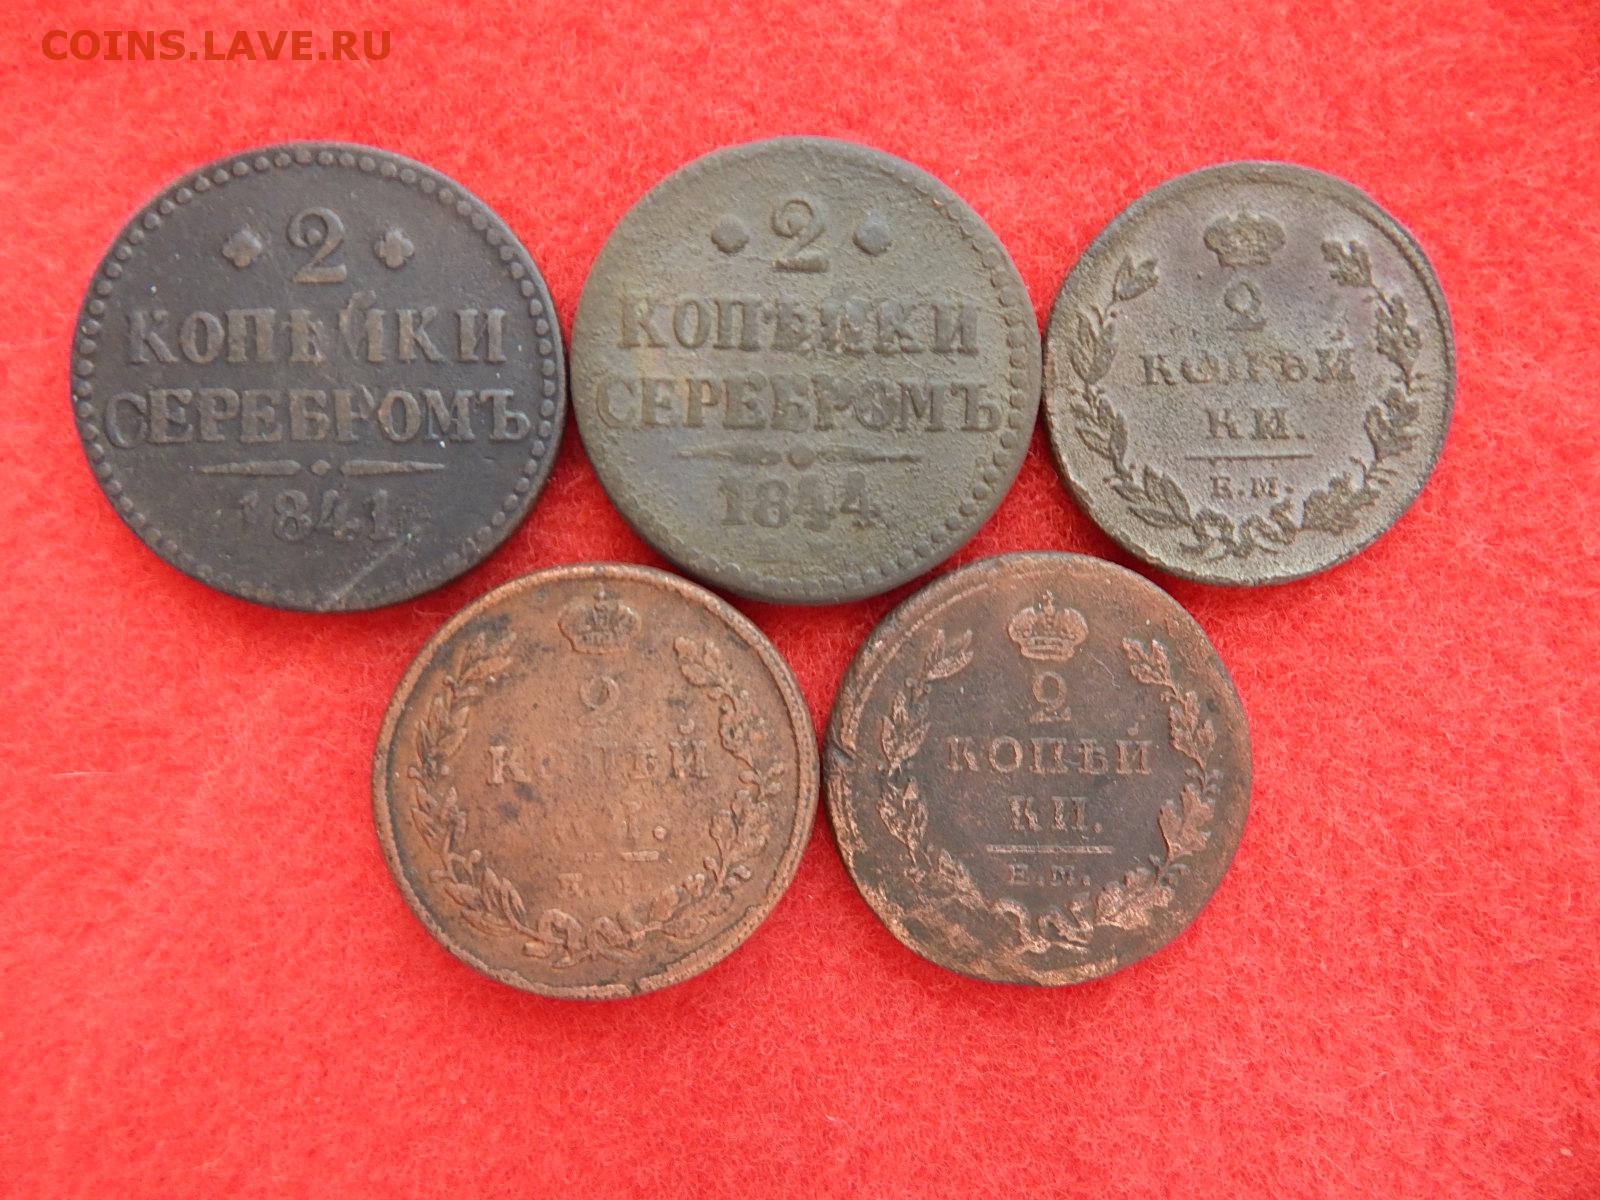 COINS.LAVE.RU
2
КОПѢЙКИ
СЕРЕБРОМЪ
1841
2
КОПѢЙКИ
СЕРЕБРОМЪ
1844
2
КОПѢЙ
КИ.
Е.М.
2
КОПѢЙ
2
КОПѢЙ
КИ.
Е.М.